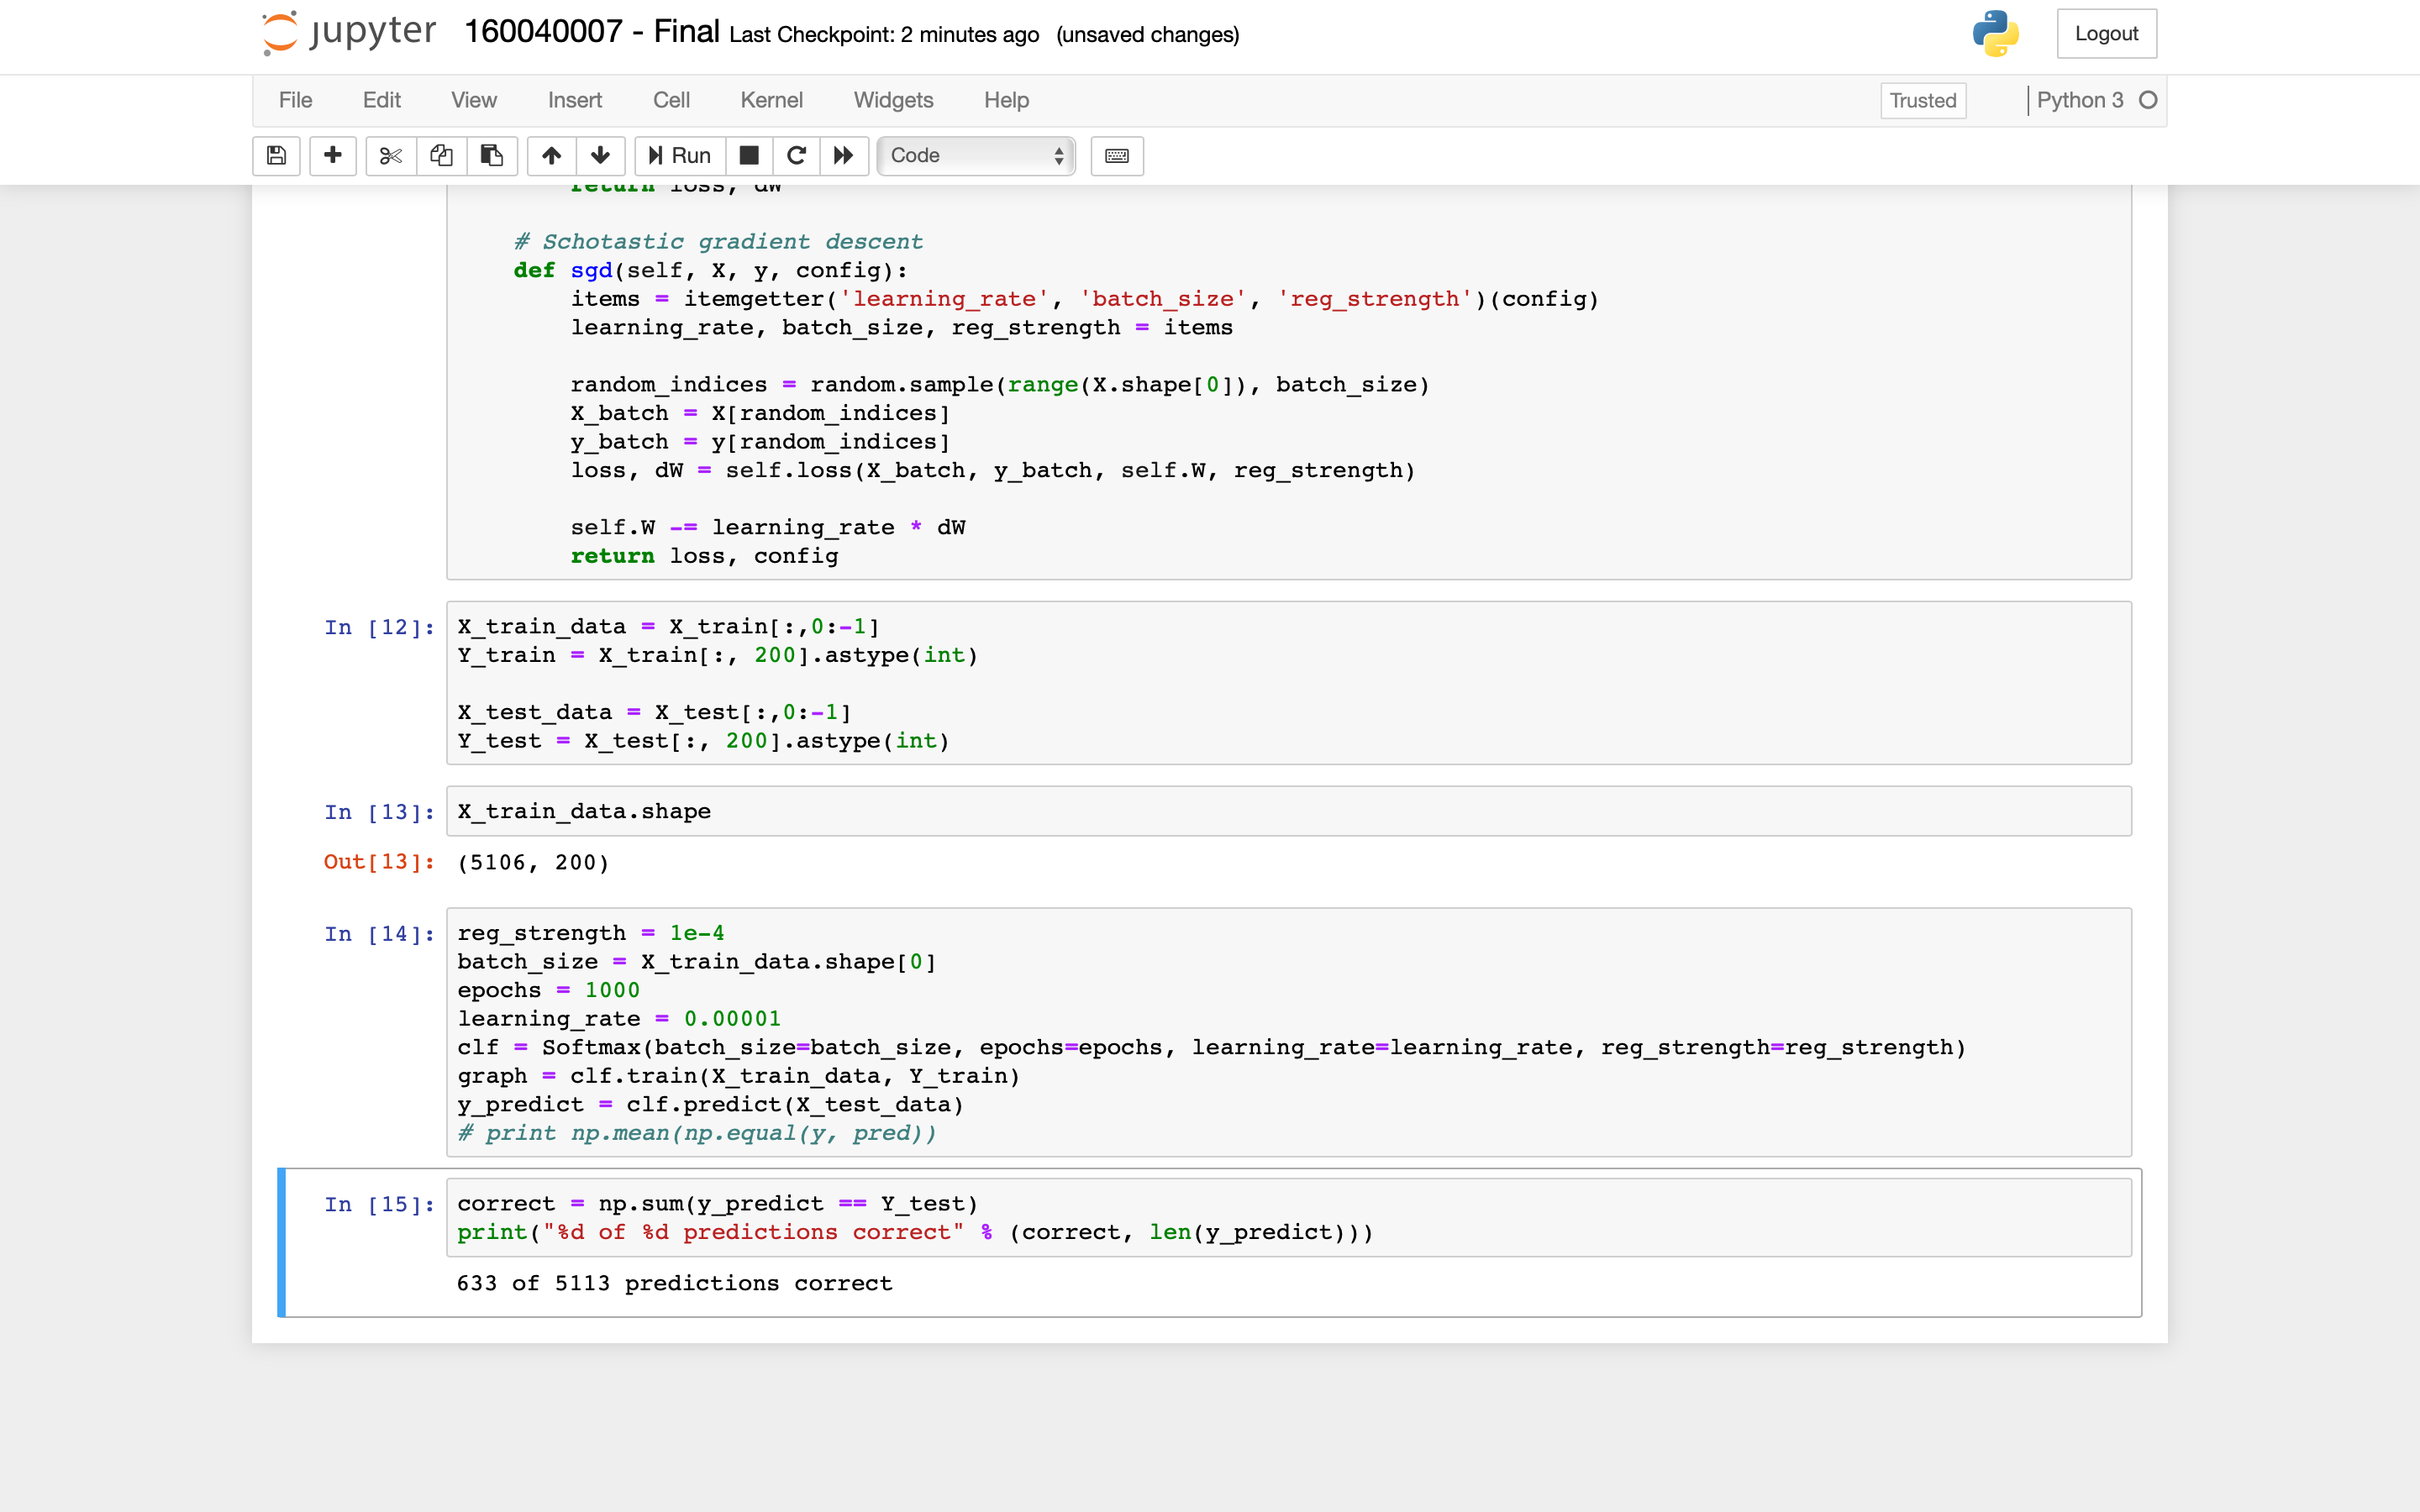 jupyter 160040007 - Final Last Checkpoint: 2 minutes ago (unsaved changes)
Logout
File Edit View Insert Cell Kernel Widgets Help
Trusted
Python 3
Run
Code
return loss, dW
# Schotastic gradient descent
def sgd(self, X, y, config):
items = itemgetter('learning_rate', 'batch_size', 'reg_strength')(config)
learning_rate, batch_size, reg_strength = items
random_indices = random.sample(range(X.shape[0]), batch_size)
X_batch = X[random_indices]
y_batch = y[random_indices]
loss, dW = self.loss(X_batch, y_batch, self.W, reg_strength)
self.W -= learning_rate * dW
return loss, config
In [12]:
X_train_data = X_train[:,0:-1]
Y_train = X_train[:, 200].astype(int)
X_test_data = X_test[:,0:-1]
Y_test = X_test[:, 200].astype(int)
In [13]:
X_train_data.shape
Out[13]:
(5106, 200)
In [14]:
reg_strength = 1e-4
batch_size = X_train_data.shape[0]
epochs = 1000
learning_rate = 0.00001
clf = Softmax(batch_size=batch_size, epochs=epochs, learning_rate=learning_rate, reg_strength=reg_strength)
graph = clf.train(X_train_data, Y_train)
y_predict = clf.predict(X_test_data)
# print np.mean(np.equal(y, pred))
In [15]:
correct = np.sum(y_predict == Y_test)
print("%d of %d predictions correct" % (correct, len(y_predict)))
633 of 5113 predictions correct